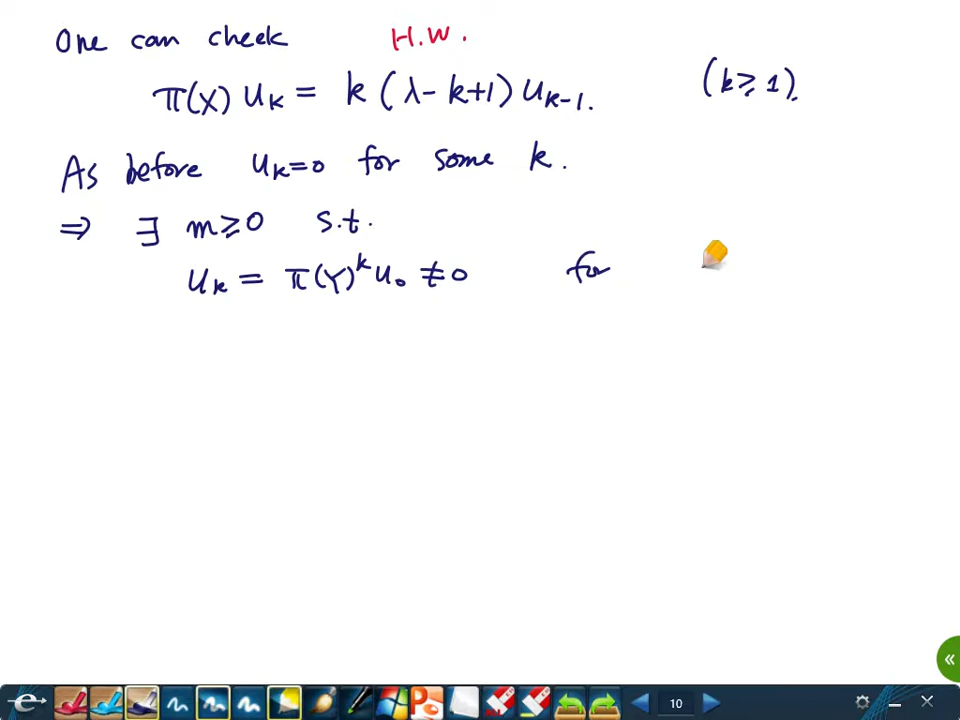 One can check H.W.
π(X) u_k = k (λ - k+1) u_{k-1}. (k ≥ 1).
As before u_k=0 for some k.
⇒ ∃ m ≥ 0 s.t.
u_k = π(Y)^k u_0 ≠ 0 for
10